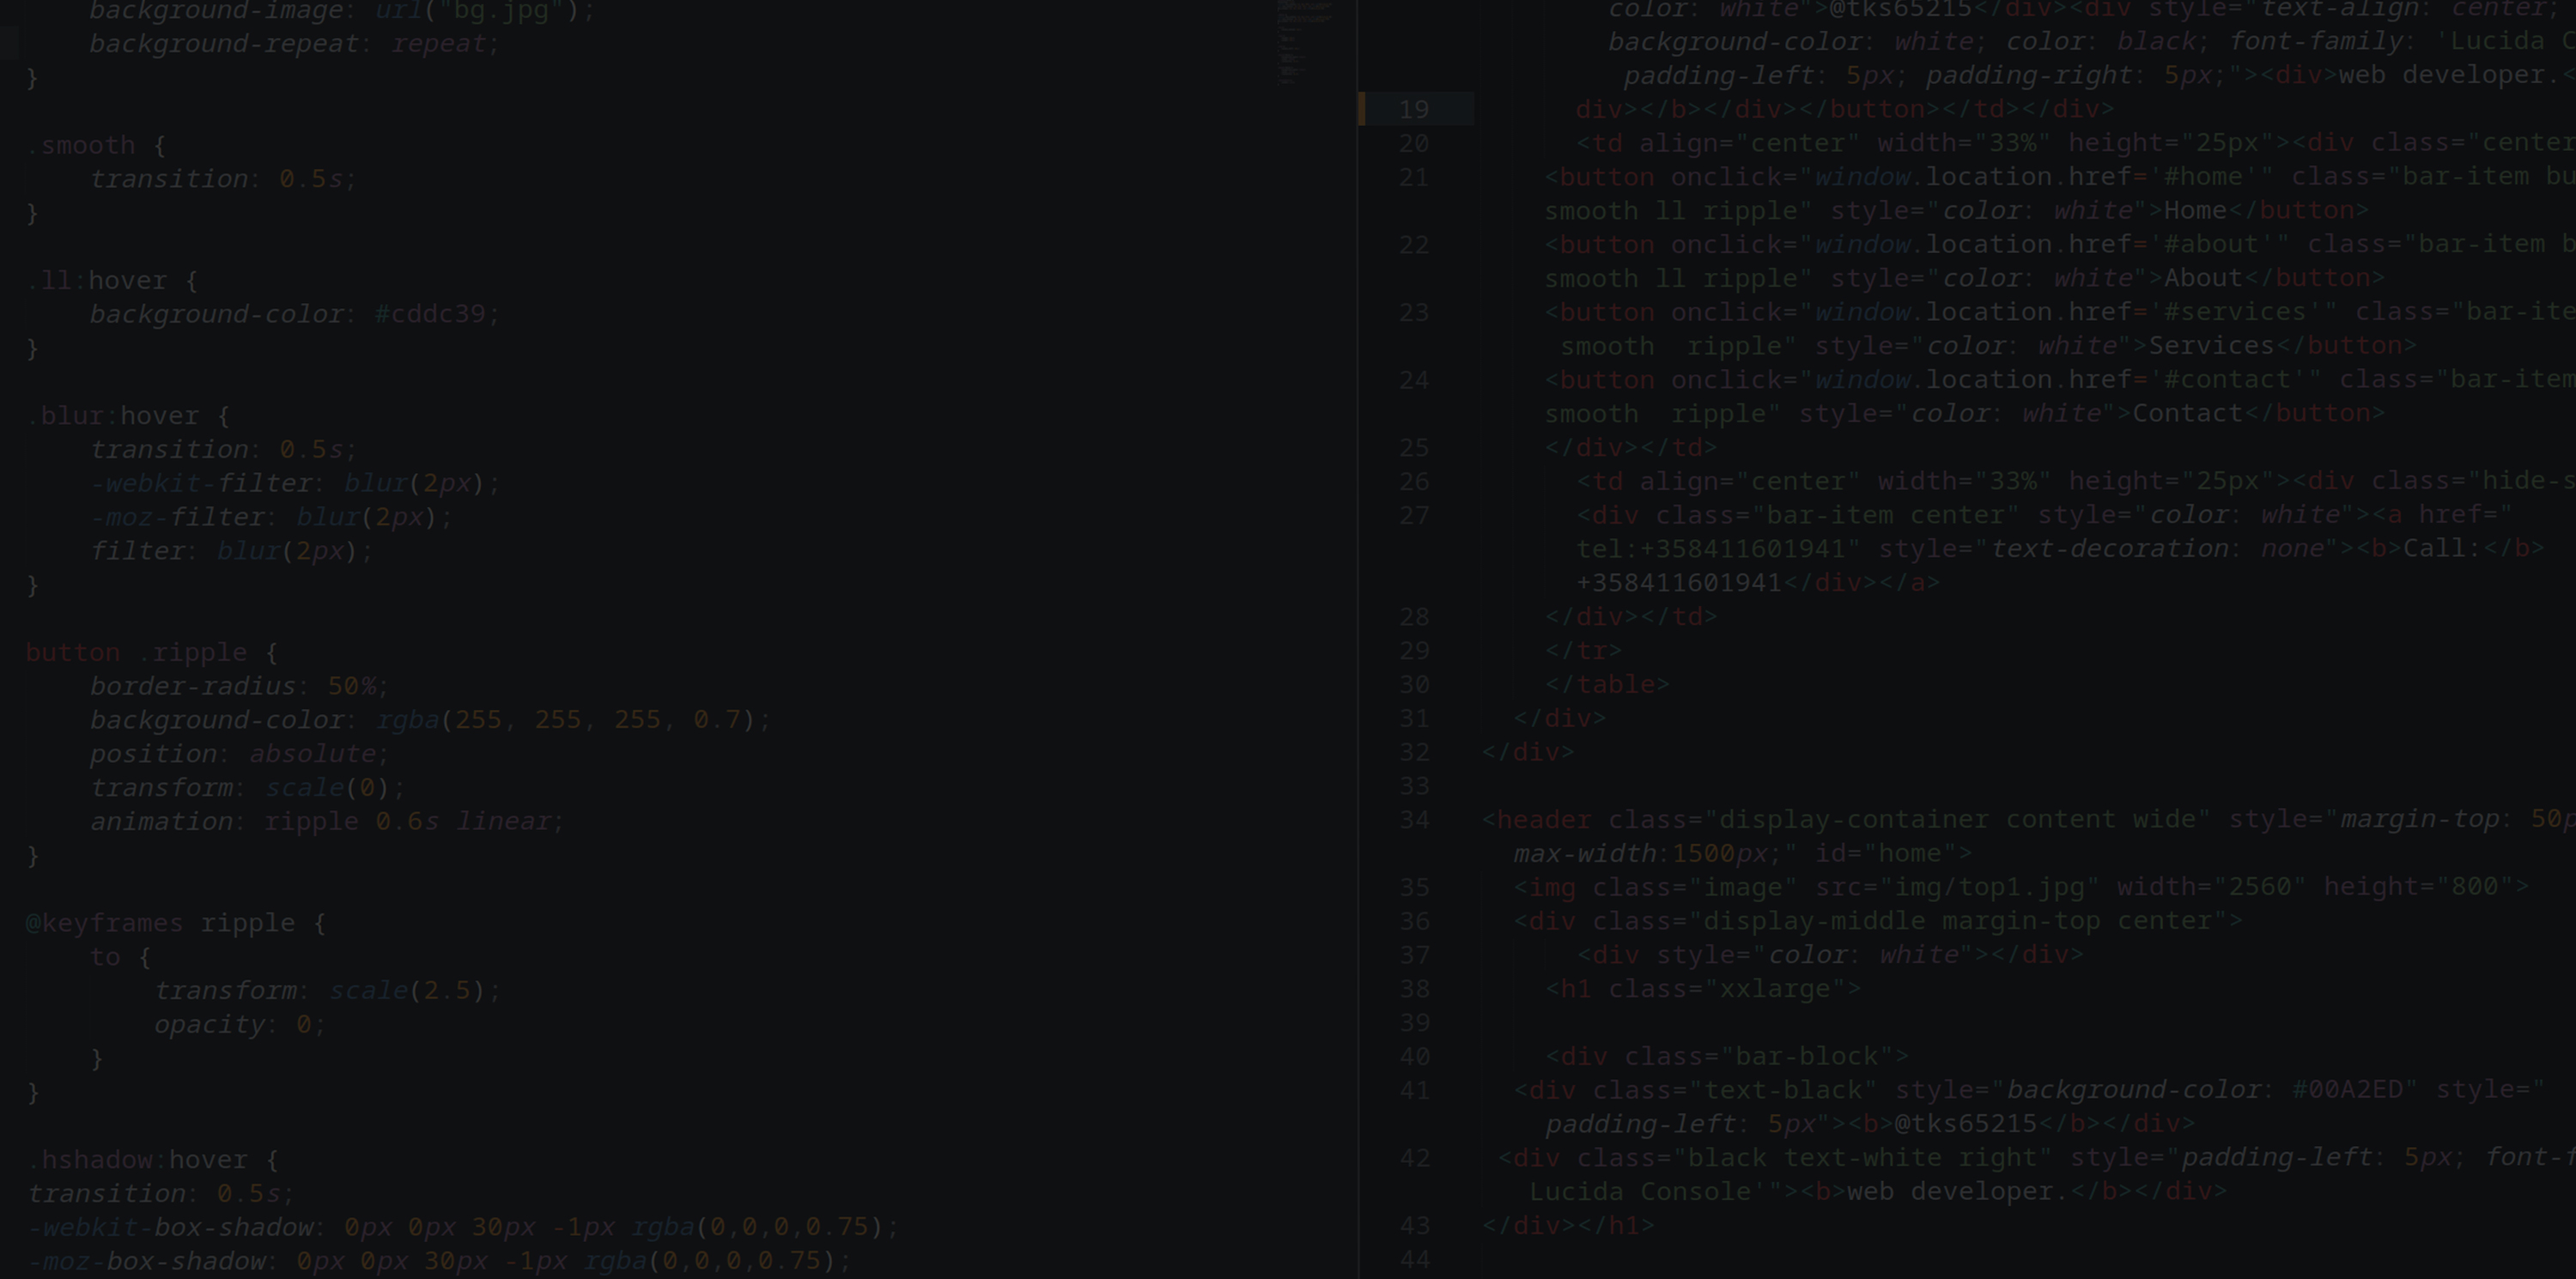 background-image: url("bg.jpg");
background-repeat: repeat;
}
.smooth {
transition: 0.5s;
}
.ll:hover {
background-color: #cddc39;
}
.blur:hover {
transition: 0.5s;
-webkit-filter: blur(2px);
-moz-filter: blur(2px);
filter: blur(2px);
}
button .ripple {
border-radius: 50%;
background-color: rgba(255, 255, 255, 0.7);
position: absolute;
transform: scale(0);
animation: ripple 0.6s linear;
}
@keyframes ripple {
to {
transform: scale(2.5);
opacity: 0;
}
}
.hshadow:hover {
transition: 0.5s;
-webkit-box-shadow: 0px 0px 30px -1px rgba(0,0,0,0.75);
-moz-box-shadow: 0px 0px 30px -1px rgba(0,0,0,0.75);
color: white">@tks65215</div><div style="text-align: center;
background-color: white; color: black; font-family: 'Lucida C
padding-left: 5px; padding-right: 5px;"><div>web developer.<
19 div></b></div></button></td></div>
20 <td align="center" width="33%" height="25px"><div class="center
21 <button onclick="window.location.href='#home'" class="bar-item bu
smooth ll ripple" style="color: white">Home</button>
22 <button onclick="window.location.href='#about'" class="bar-item b
smooth ll ripple" style="color: white">About</button>
23 <button onclick="window.location.href='#services'" class="bar-ite
smooth  ripple" style="color: white">Services</button>
24 <button onclick="window.location.href='#contact'" class="bar-item
smooth  ripple" style="color: white">Contact</button>
25 </div></td>
26 <td align="center" width="33%" height="25px"><div class="hide-s
27 <div class="bar-item center" style="color: white"><a href="
tel:+358411601941" style="text-decoration: none"><b>Call:</b>
+358411601941</div></a>
28 </div></td>
29 </tr>
30 </table>
31 </div>
32 </div>
33
34 <header class="display-container content wide" style="margin-top: 50p
max-width:1500px;" id="home">
35 <img class="image" src="img/top1.jpg" width="2560" height="800">
36 <div class="display-middle margin-top center">
37 <div style="color: white"></div>
38 <h1 class="xxlarge">
39
40 <div class="bar-block">
41 <div class="text-black" style="background-color: #00A2ED" style="
padding-left: 5px"><b>@tks65215</b></div>
42 <div class="black text-white right" style="padding-left: 5px; font-f
Lucida Console'"><b>web developer.</b></div>
43 </div></h1>
44